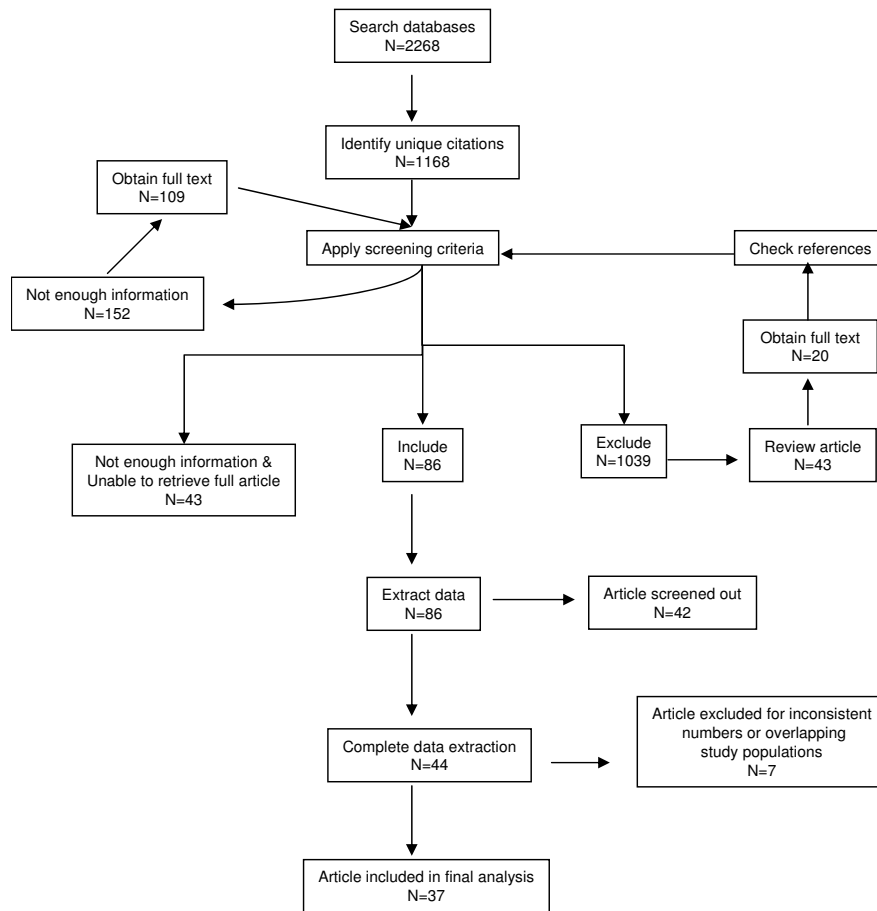 Search databases
N=2268
Identify unique citations
N=1168
Obtain full text
N=109
Apply screening criteria
Check references
Not enough information
N=152
Obtain full text
N=20
Not enough information &
Unable to retrieve full article
N=43
Include
N=86
Exclude
N=1039
Review article
N=43
Extract data
N=86
Article screened out
N=42
Complete data extraction
N=44
Article excluded for inconsistent
numbers or overlapping
study populations
N=7
Article included in final analysis
N=37